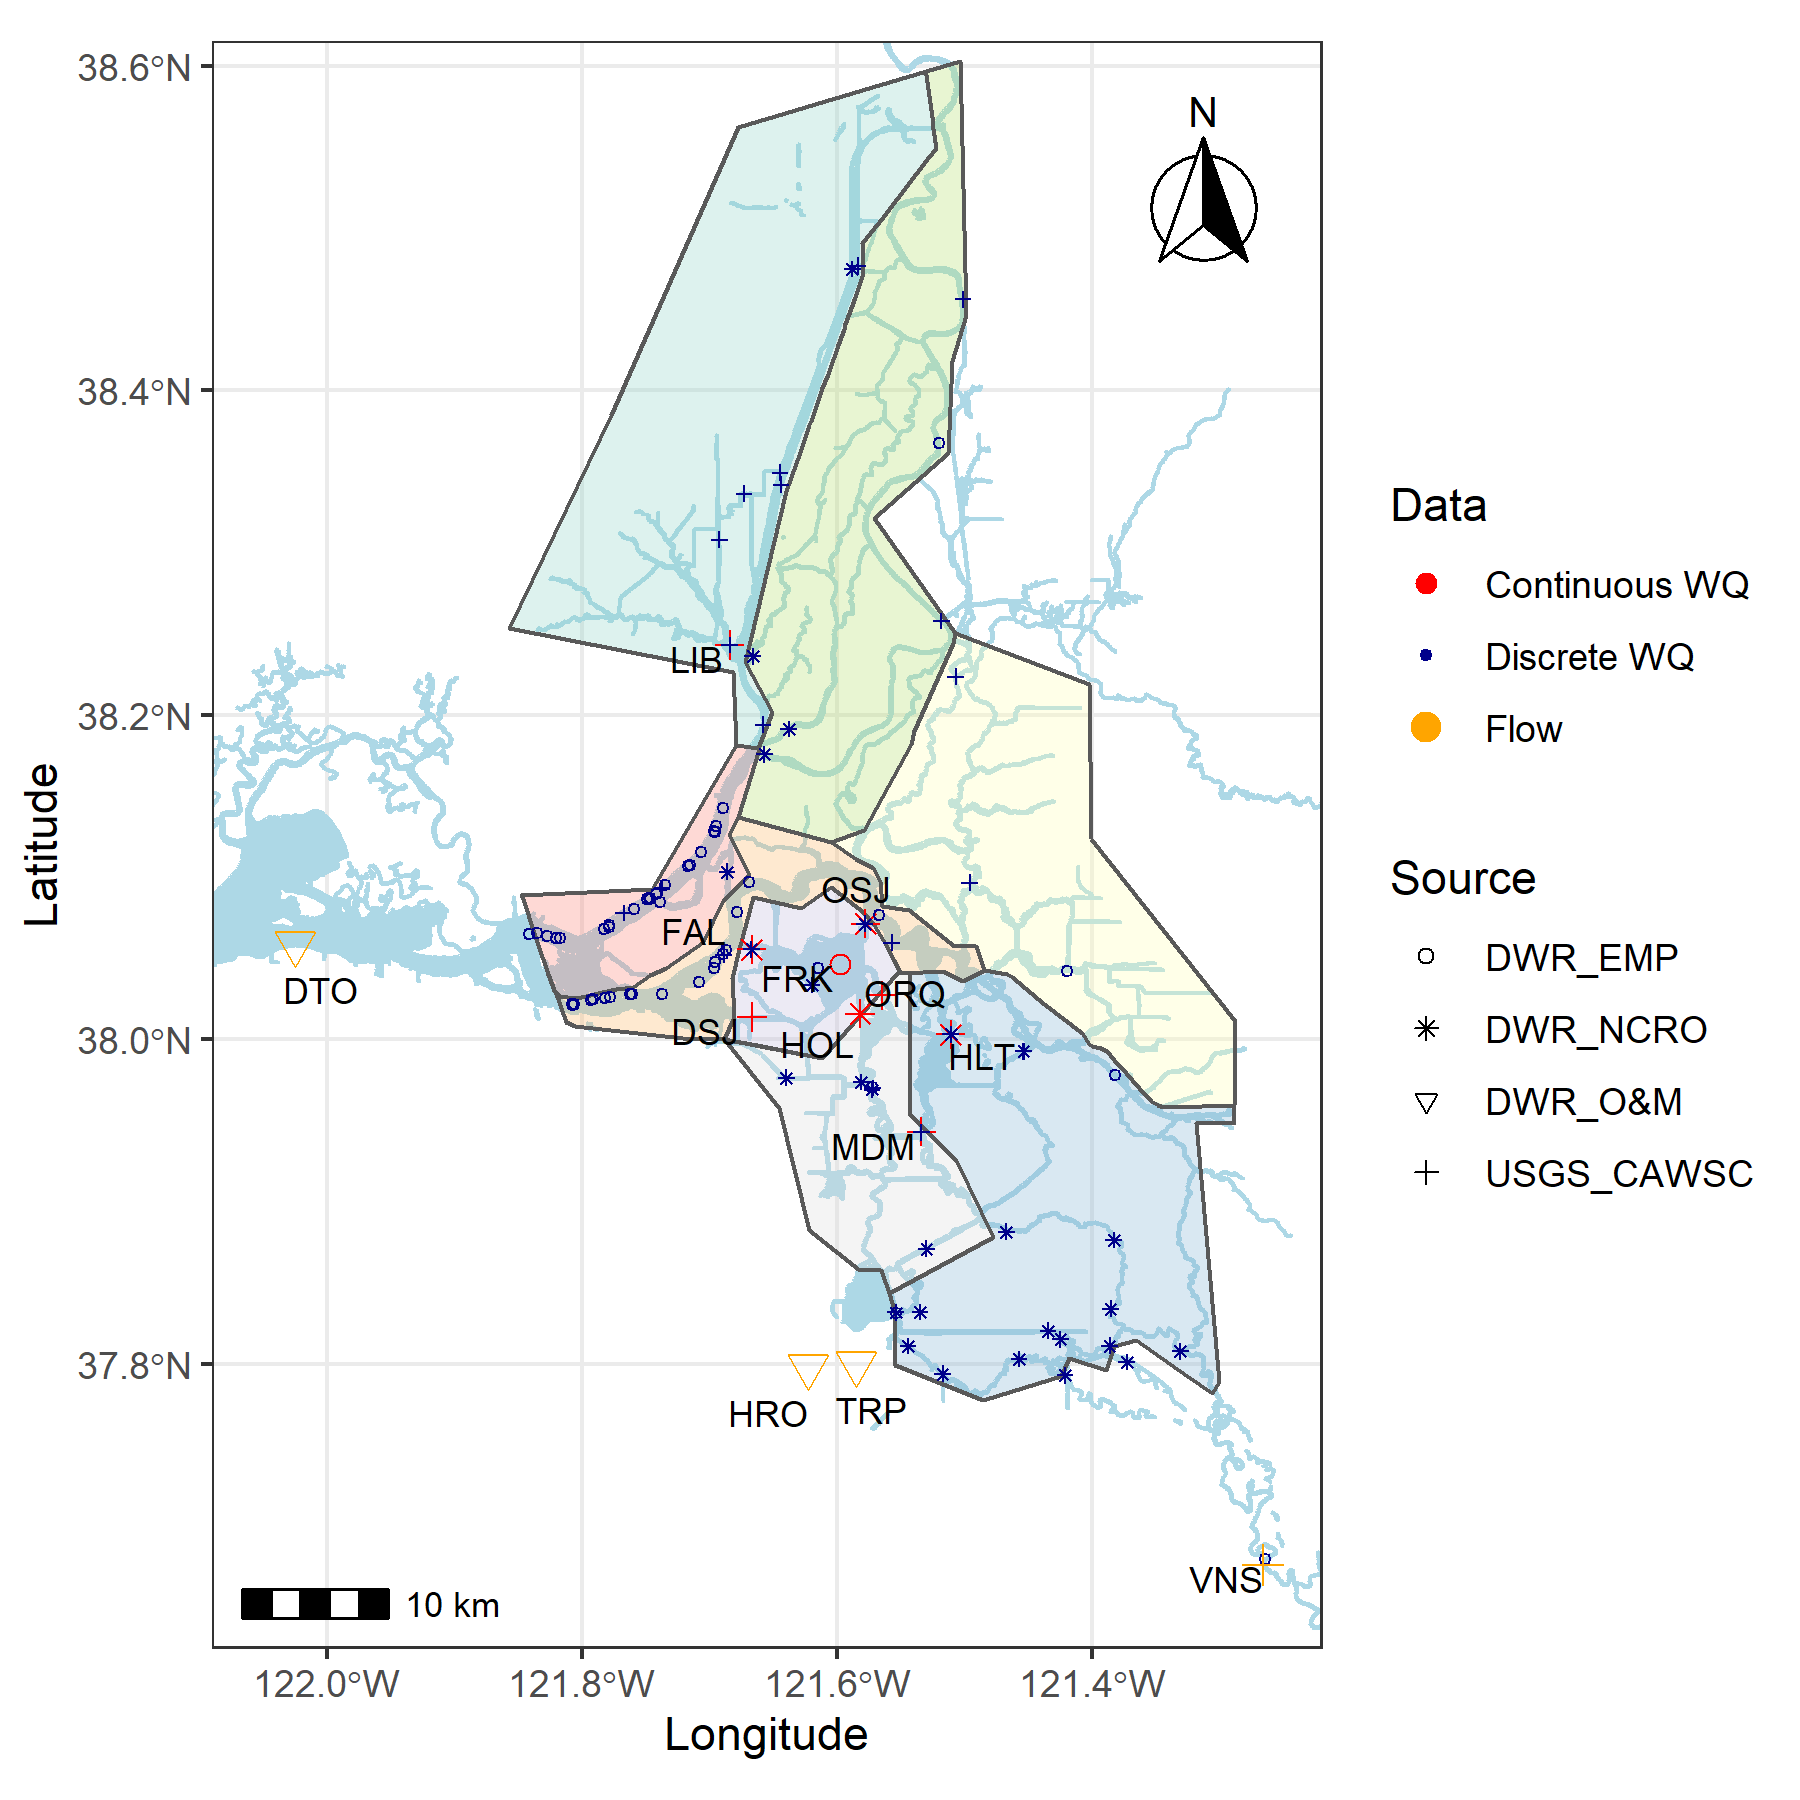 38.6°N
38.4°N
38.2°N
38.0°N
37.8°N
Latitude
N
LIB
OSJ
FAL
FRK
ORQ
DTO
DSJ
HOL
HLT
MDM
HRO
TRP
VNS
10 km
122.0°W
121.8°W
121.6°W
121.4°W
Longitude
Data
Continuous WQ
Discrete WQ
Flow
Source
DWR_EMP
DWR_NCRO
DWR_O&M
USGS_CAWSC